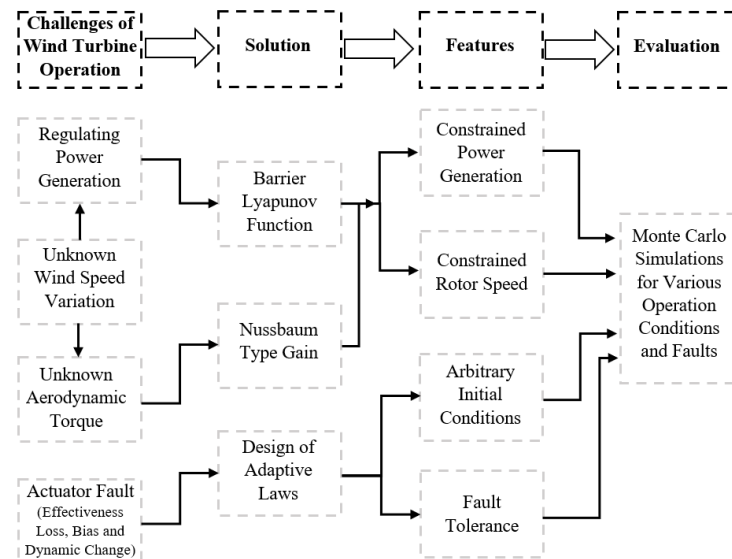 Challenges of
Wind Turbine
Operation
Solution
Features
Evaluation
Regulating
Power
Generation
Unknown
Wind Speed
Variation
Unknown
Aerodynamic
Torque
Actuator Fault
(Effectiveness
Loss, Bias and
Dynamic Change)
Barrier
Lyapunov
Function
Nussbaum
Type Gain
Design of
Adaptive
Laws
Constrained
Power
Generation
Constrained
Rotor Speed
Arbitrary
Initial
Conditions
Fault
Tolerance
Monte Carlo
Simulations
for Various
Operation
Conditions
and Faults